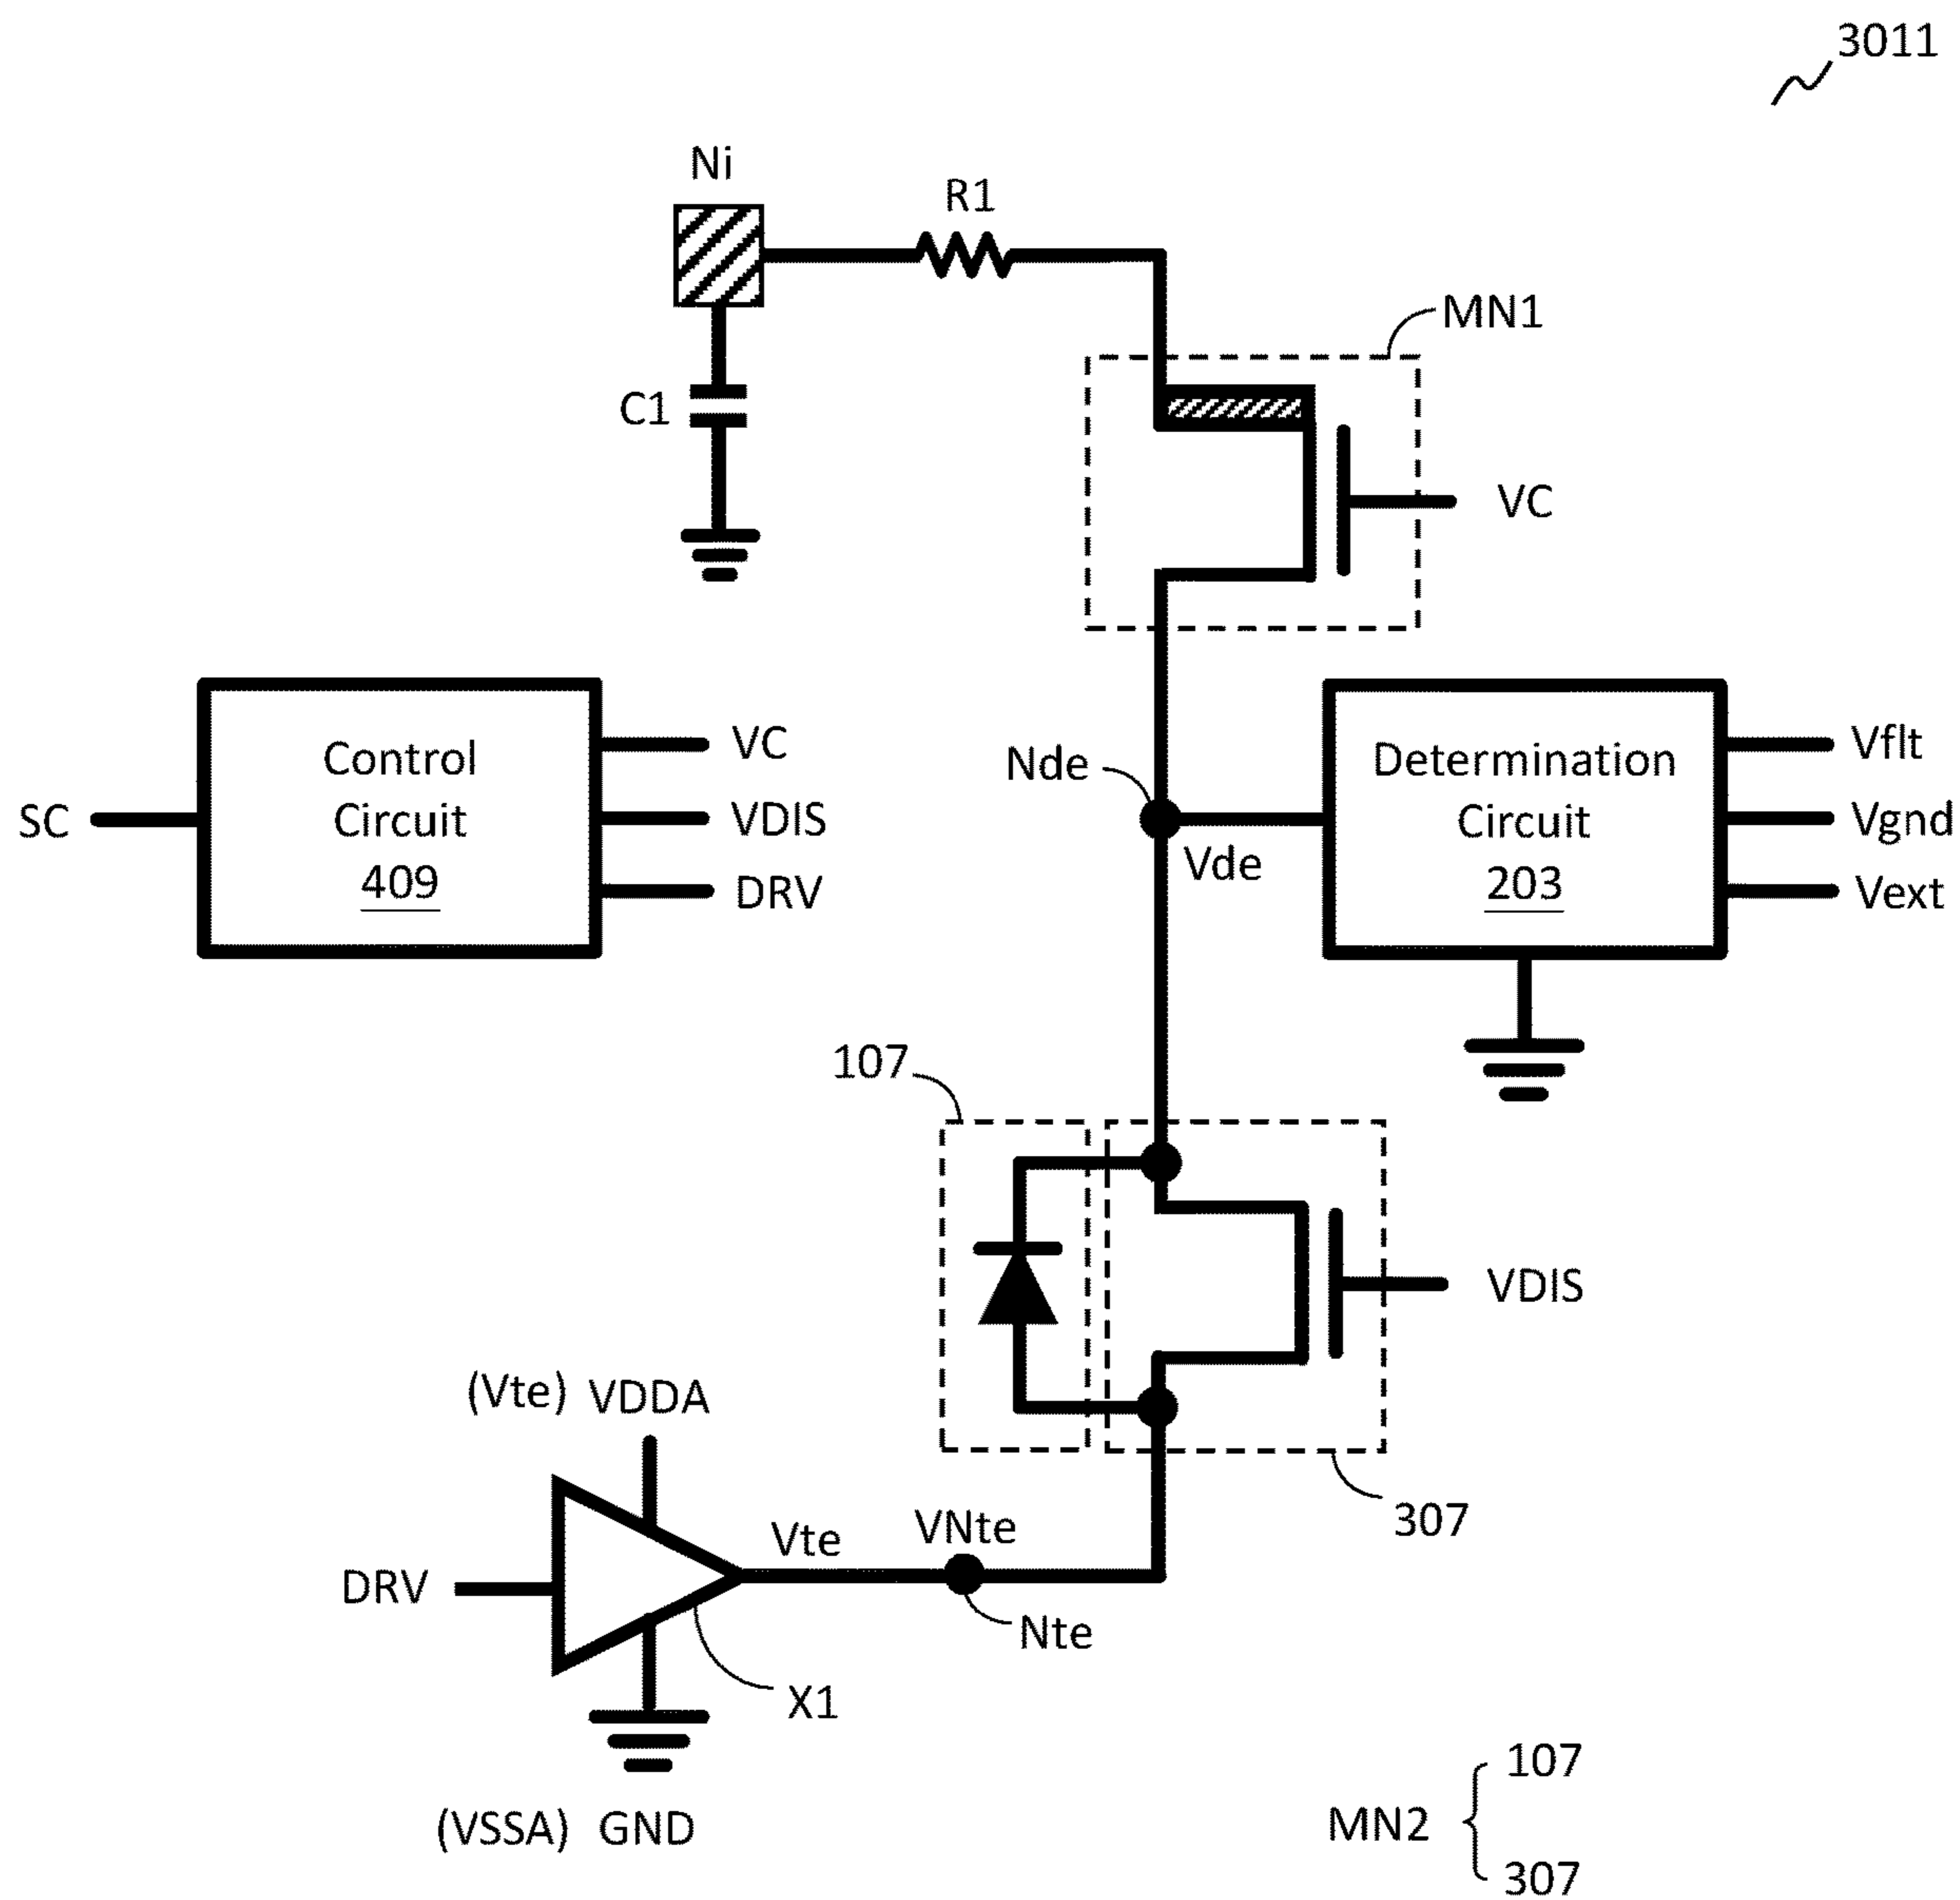 3011
Ni
R1
MN1
C1
VC
Control
Circuit
409
SC
VC
VDIS
DRV
Nde
Vde
Determination
Circuit
203
Vflt
Vgnd
Vext
107
VDIS
307
(Vte) VDDA
DRV
Vte
VNte
Nte
X1
(VSSA) GND
MN2
107
307